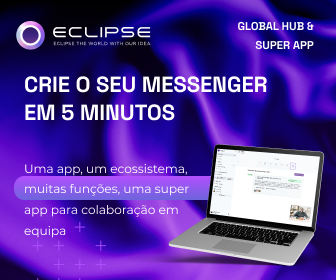 ECLIPSE
ECLIPSE THE WORLD WITH OUR IDEA
GLOBAL HUB &
SUPER APP
CRIE O SEU MESSENGER
EM 5 MINUTOS
Uma app, um ecossistema,
muitas funções, uma super
app para colaboração em
equipa